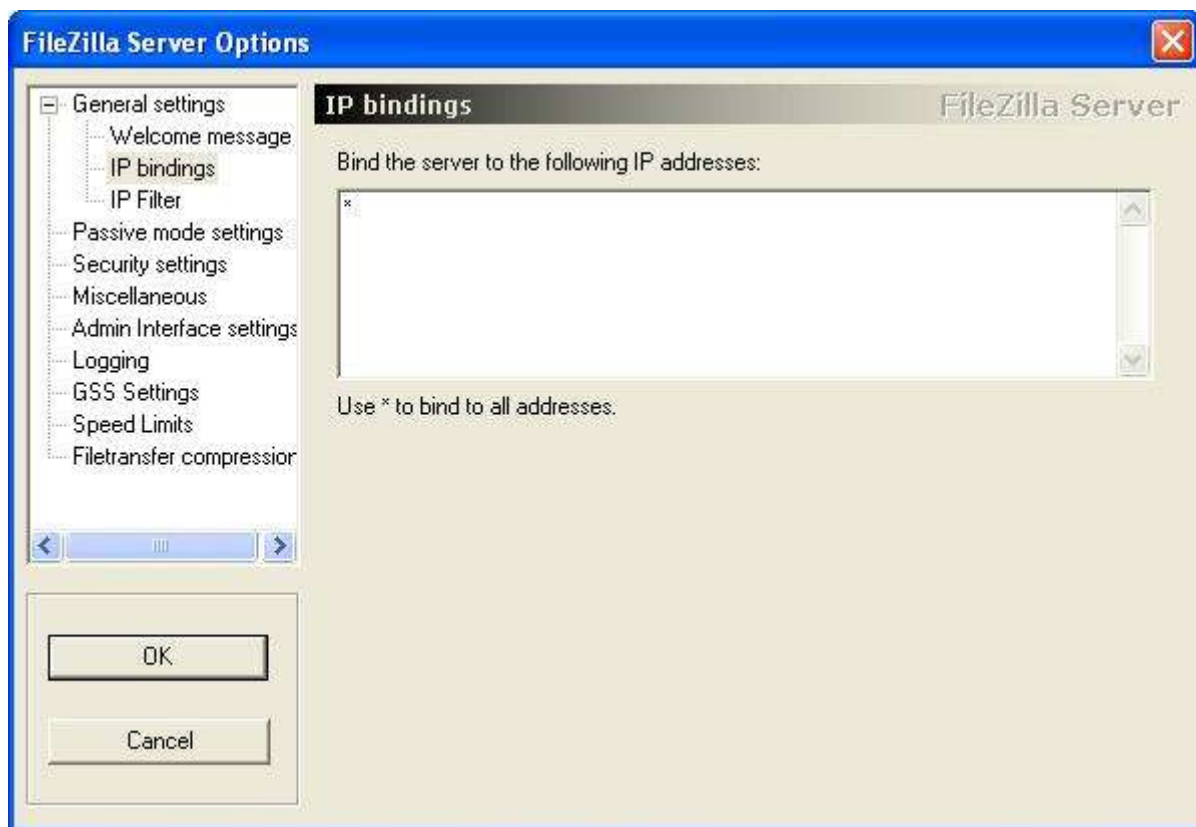 FileZilla Server Options
General settings
Welcome message
IP bindings
IP Filter
Passive mode settings
Security settings
Miscellaneous
Admin Interface settings
Logging
GSS Settings
Speed Limits
Filetransfer compression
OK
Cancel
IP bindings
FileZilla Server
Bind the server to the following IP addresses:
*
Use * to bind to all addresses.